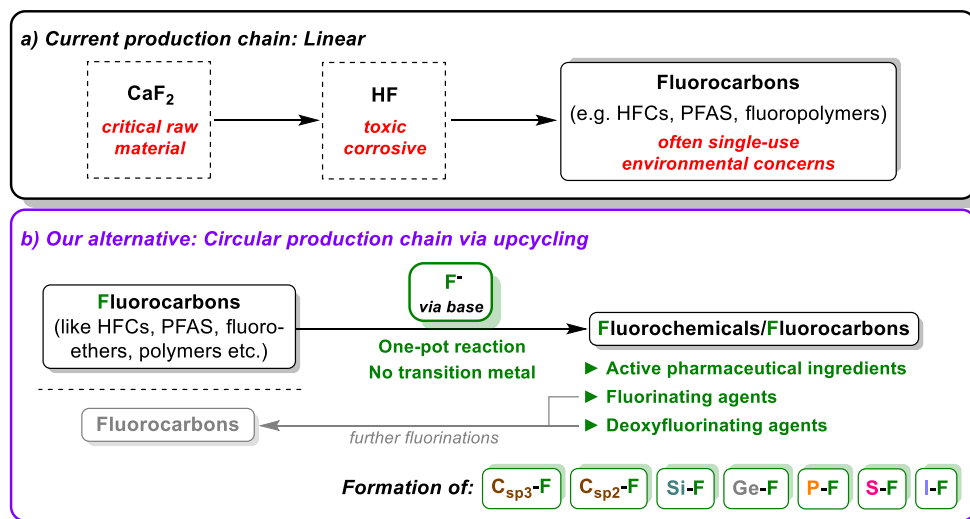 a) Current production chain: Linear
CaF₂
critical raw
material
HF
toxic
corrosive
Fluorocarbons
(e.g. HFCs, PFAS, fluoropolymers)
often single-use
environmental concerns
b) Our alternative: Circular production chain via upcycling
Fluorocarbons
(like HFCs, PFAS, fluoro-
ethers, polymers etc.)
F⁻
via base
One-pot reaction
No transition metal
Fluorochemicals/Fluorocarbons
► Active pharmaceutical ingredients
► Fluorinating agents
► Deoxyfluorinating agents
Fluorocarbons
further fluorinations
Formation of: Csp3-F Csp2-F Si-F Ge-F P-F S-F I-F